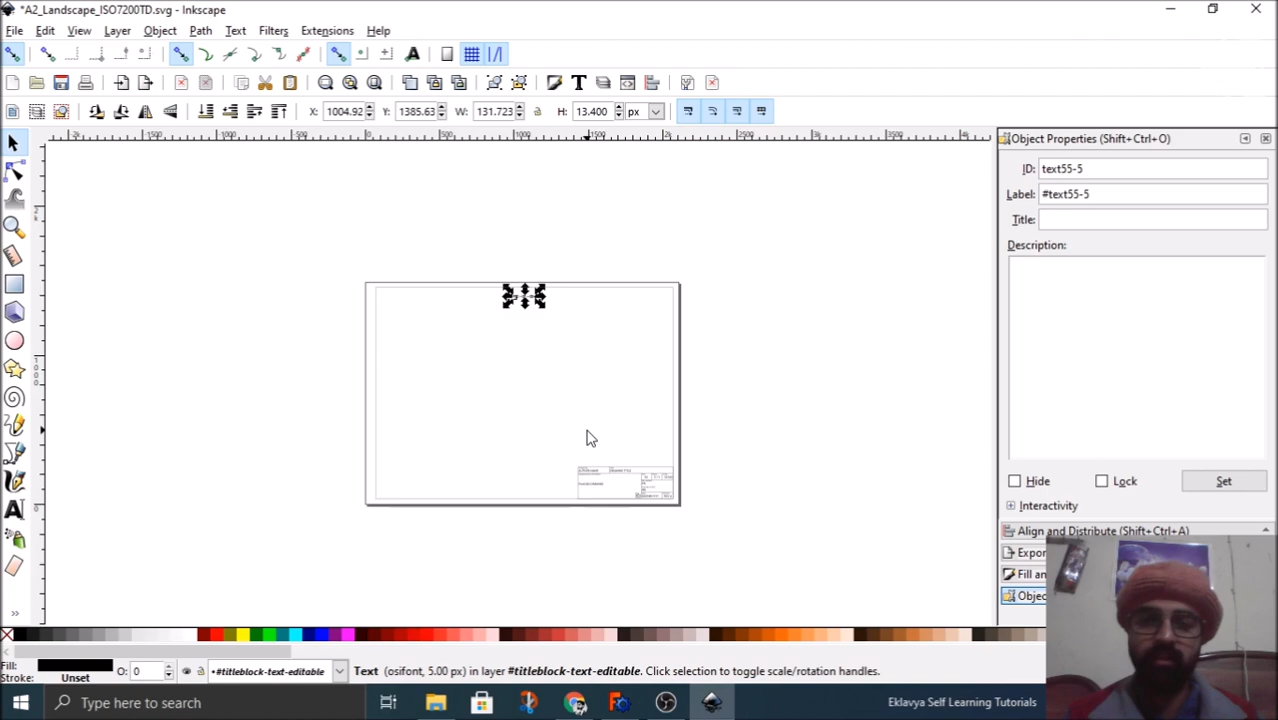 *A2_Landscape_ISO7200TD.svg - Inkscape
File Edit View Layer Object Path Text Filters Extensions Help
X: 1004.92 Y: 1385.63 W: 131.723 H: 13.400 px
Object Properties (Shift+Ctrl+O)
ID: text55-5
Label: #text55-5
Title:
Description:
Hide Lock Set
Interactivity
Align and Distribute (Shift+Ctrl+A)
Fill: O: 0 •#titleblock-text-editable Text (osifont, 5.00 px) in layer #titleblock-text-editable. Click selection to toggle scale/rotation handles.
Stroke: Unset
Type here to search
Eklavya Self Learning Tutorials